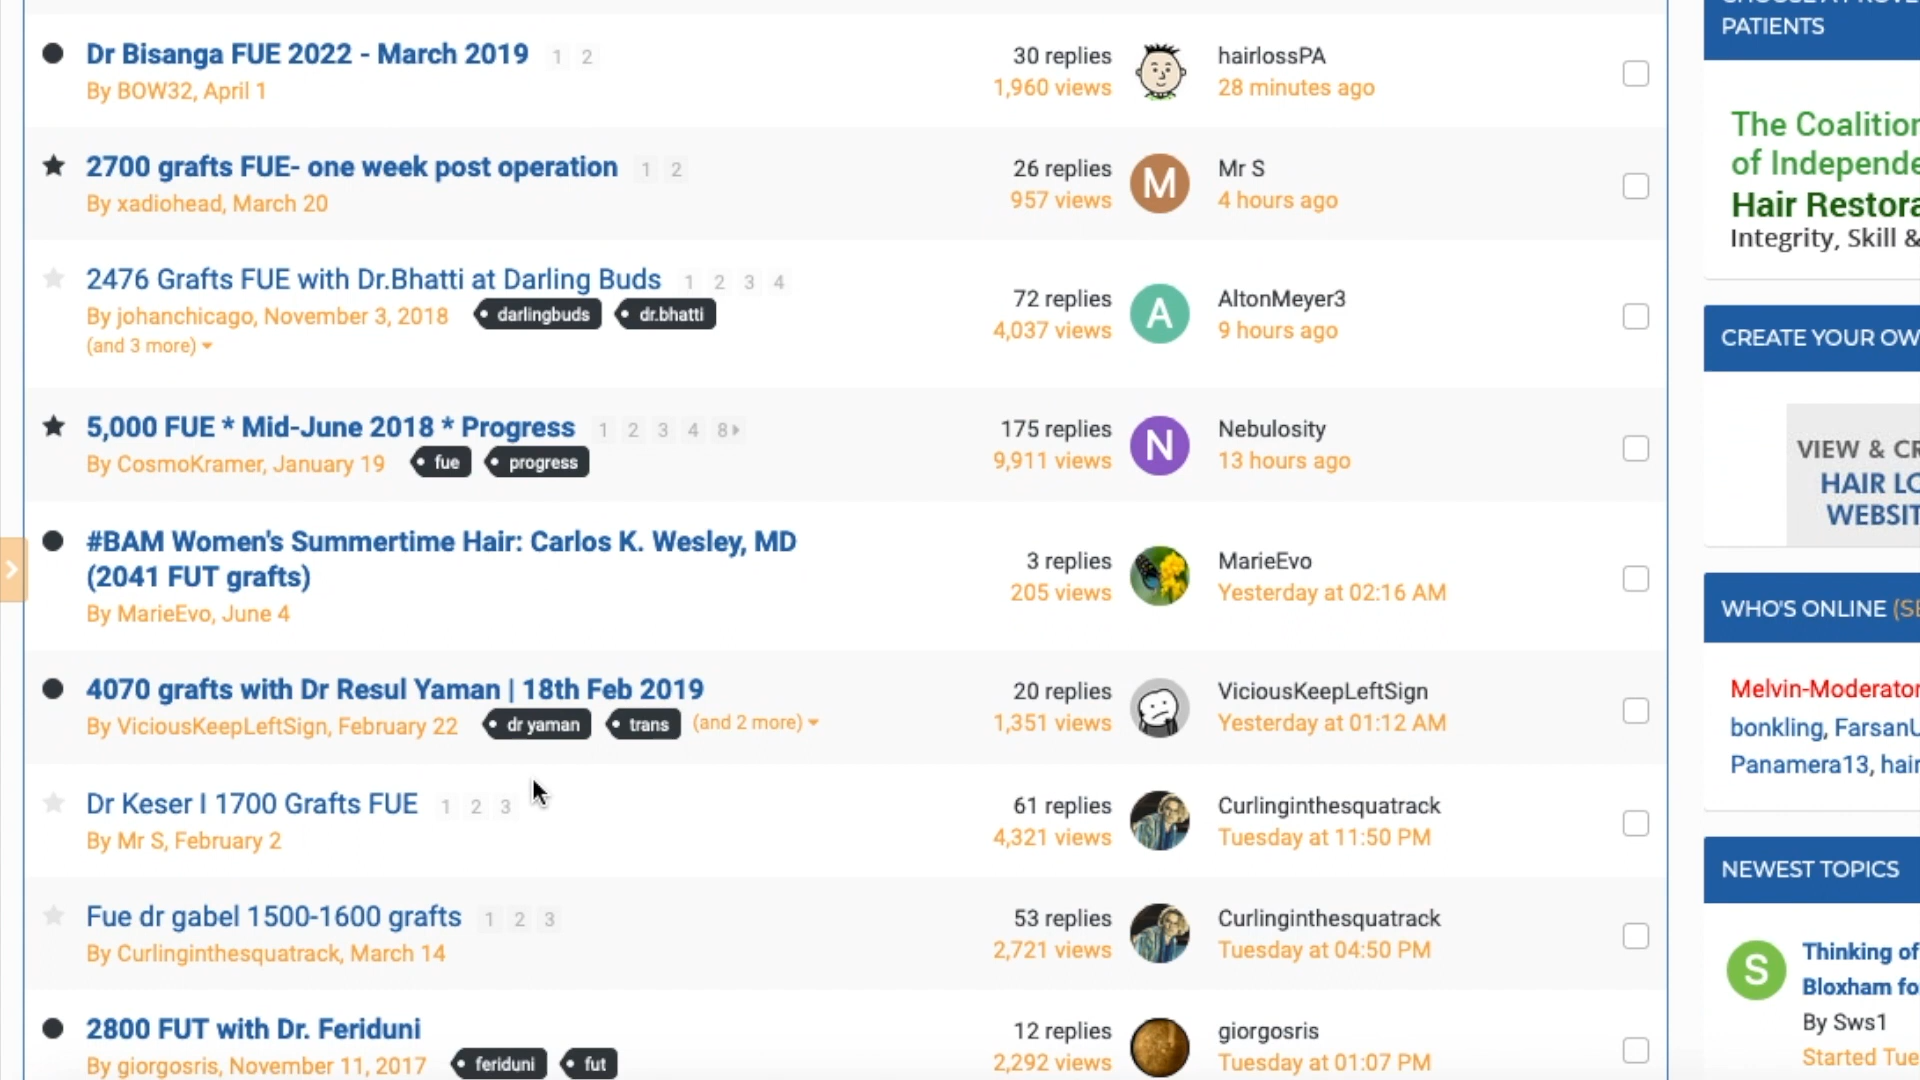 Dr Bisanga FUE 2022 - March 2019 1 2
By BOW32, April 1
30 replies
1,960 views
hairlossPA
28 minutes ago
2700 grafts FUE- one week post operation 1 2
By xadiohead, March 20
26 replies
957 views
M
Mr S
4 hours ago
2476 Grafts FUE with Dr.Bhatti at Darling Buds 1 2 3 4
By johanchicago, November 3, 2018 darlingbuds dr.bhatti
(and 3 more)
72 replies
4,037 views
A
AltonMeyer3
9 hours ago
5,000 FUE * Mid-June 2018 * Progress 1 2 3 4 8
By CosmoKramer, January 19 fue progress
175 replies
9,911 views
N
Nebulosity
13 hours ago
#BAM Women's Summertime Hair: Carlos K. Wesley, MD
(2041 FUT grafts)
By MarieEvo, June 4
3 replies
205 views
MarieEvo
Yesterday at 02:16 AM
4070 grafts with Dr Resul Yaman | 18th Feb 2019
By ViciousKeepLeftSign, February 22 dr yaman trans (and 2 more)
20 replies
1,351 views
ViciousKeepLeftSign
Yesterday at 01:12 AM
Dr Keser I 1700 Grafts FUE 1 2 3
By Mr S, February 2
61 replies
4,321 views
Curlinginthesquatrack
Tuesday at 11:50 PM
Fue dr gabel 1500-1600 grafts 1 2 3
By Curlinginthesquatrack, March 14
53 replies
2,721 views
Curlinginthesquatrack
Tuesday at 04:50 PM
2800 FUT with Dr. Feriduni
By giorgosris, November 11, 2017 feriduni fut
12 replies
2,292 views
giorgosris
Tuesday at 01:07 PM
PATIENTS
The Coalition
of Independe
Hair Restora
Integrity, Skill &
CREATE YOUR OW
VIEW & CR
HAIR LO
WEBSIT
WHO'S ONLINE (SE
Melvin-Moderator
bonkling, FarsanU
Panamera13, hair
NEWEST TOPICS
S
Thinking of
Bloxham fo
By Sws1
Started Tue